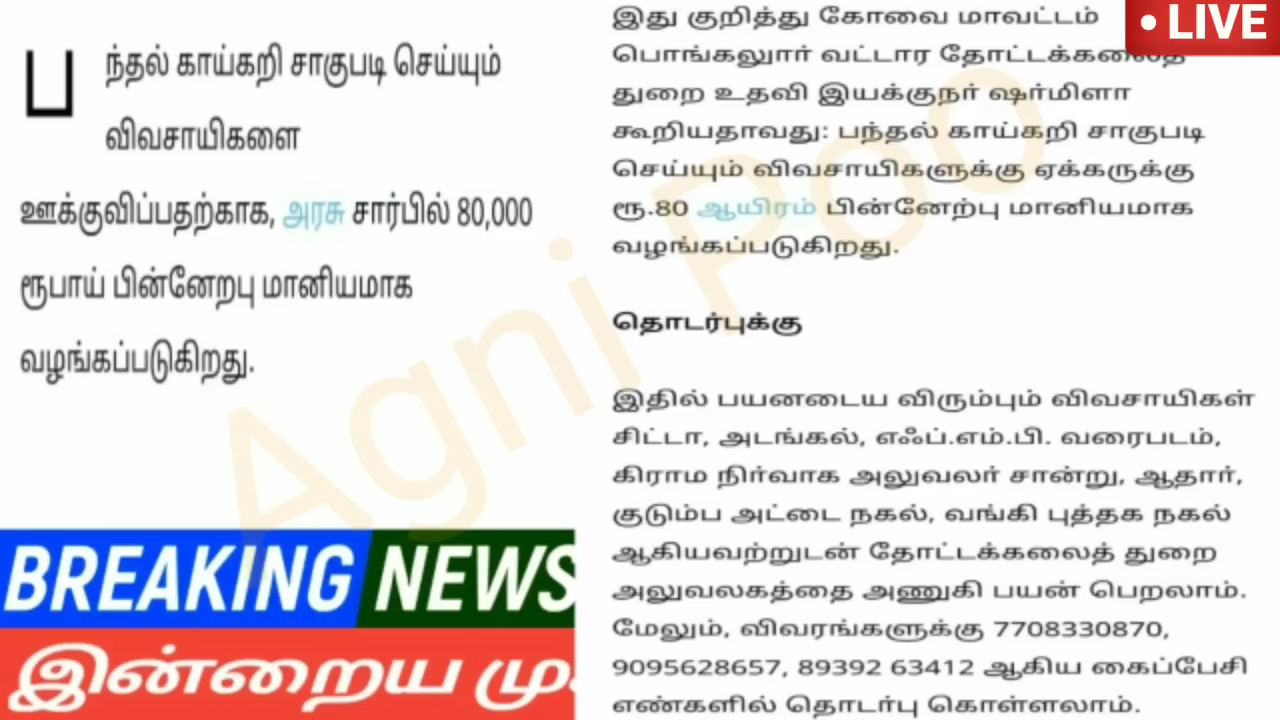 பந்தல் காய்கறி சாகுபடி செய்யும்
விவசாயிகளை
ஊக்குவிப்பதற்காக, அரசு சார்பில் 80,000
ரூபாய் பின்னேறபு மானியமாக
வழங்கப்படுகிறது.
BREAKING NEWS
இன்றைய
LIVE
இது குறித்து கோவை மாவட்டம்
பொங்கலூர் வட்டார தோட்டக்கலைத்
துறை உதவி இயக்குநர் ஷர்மிளா
கூறியதாவது: பந்தல் காய்கறி சாகுபடி
செய்யும் விவசாயிகளுக்கு ஏக்கருக்கு
ரூ.80 ஆயிரம் பின்னேற்பு மானியமாக
வழங்கப்படுகிறது.
தொடர்புக்கு
இதில் பயனடைய விரும்பும் விவசாயிகள்
சிட்டா, அடங்கல், எஃப்.எம்.பி. வரைபடம்,
கிராம நிர்வாக அலுவலர் சான்று, ஆதார்,
குடும்ப அட்டை நகல், வங்கி புத்தக நகல்
ஆகியவற்றுடன் தோட்டக்கலைத் துறை
அலுவலகத்தை அணுகி பயன் பெறலாம்.
மேலும், விவரங்களுக்கு 7708330870,
9095628657, 89392 63412 ஆகிய கைப்பேசி
எண்களில் தொடர்பு கொள்ளலாம்.
Agni Poo